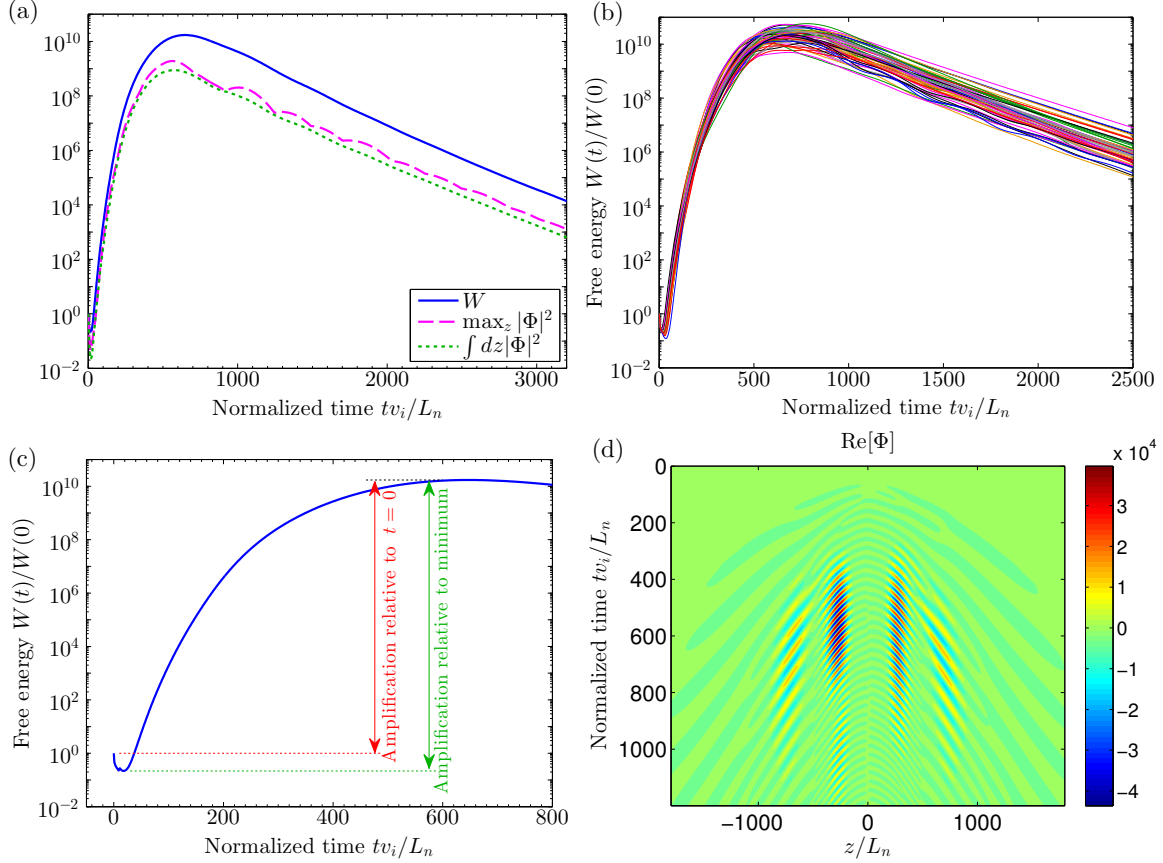 (a)
10^10
10^8
10^6
10^4
10^2
10^0
10^−2
0
1000
2000
3000
Normalized time tv_i/L_n
W
max_z |Φ|^2
∫ dz|Φ|^2
(b)
Free energy W(t)/W(0)
10^10
10^8
10^6
10^4
10^2
10^0
10^−2
0
500
1000
1500
2000
2500
Normalized time tv_i/L_n
(c)
Free energy W(t)/W(0)
10^10
10^8
10^6
10^4
10^2
10^0
10^−2
0
200
400
600
800
Normalized time tv_i/L_n
Amplification relative to t = 0
Amplification relative to minimum
(d)
Re[Φ]
x 10^4
Normalized time tv_i/L_n
0
200
400
600
800
1000
−1000
0
1000
z/L_n
3
2
1
0
−1
−2
−3
−4